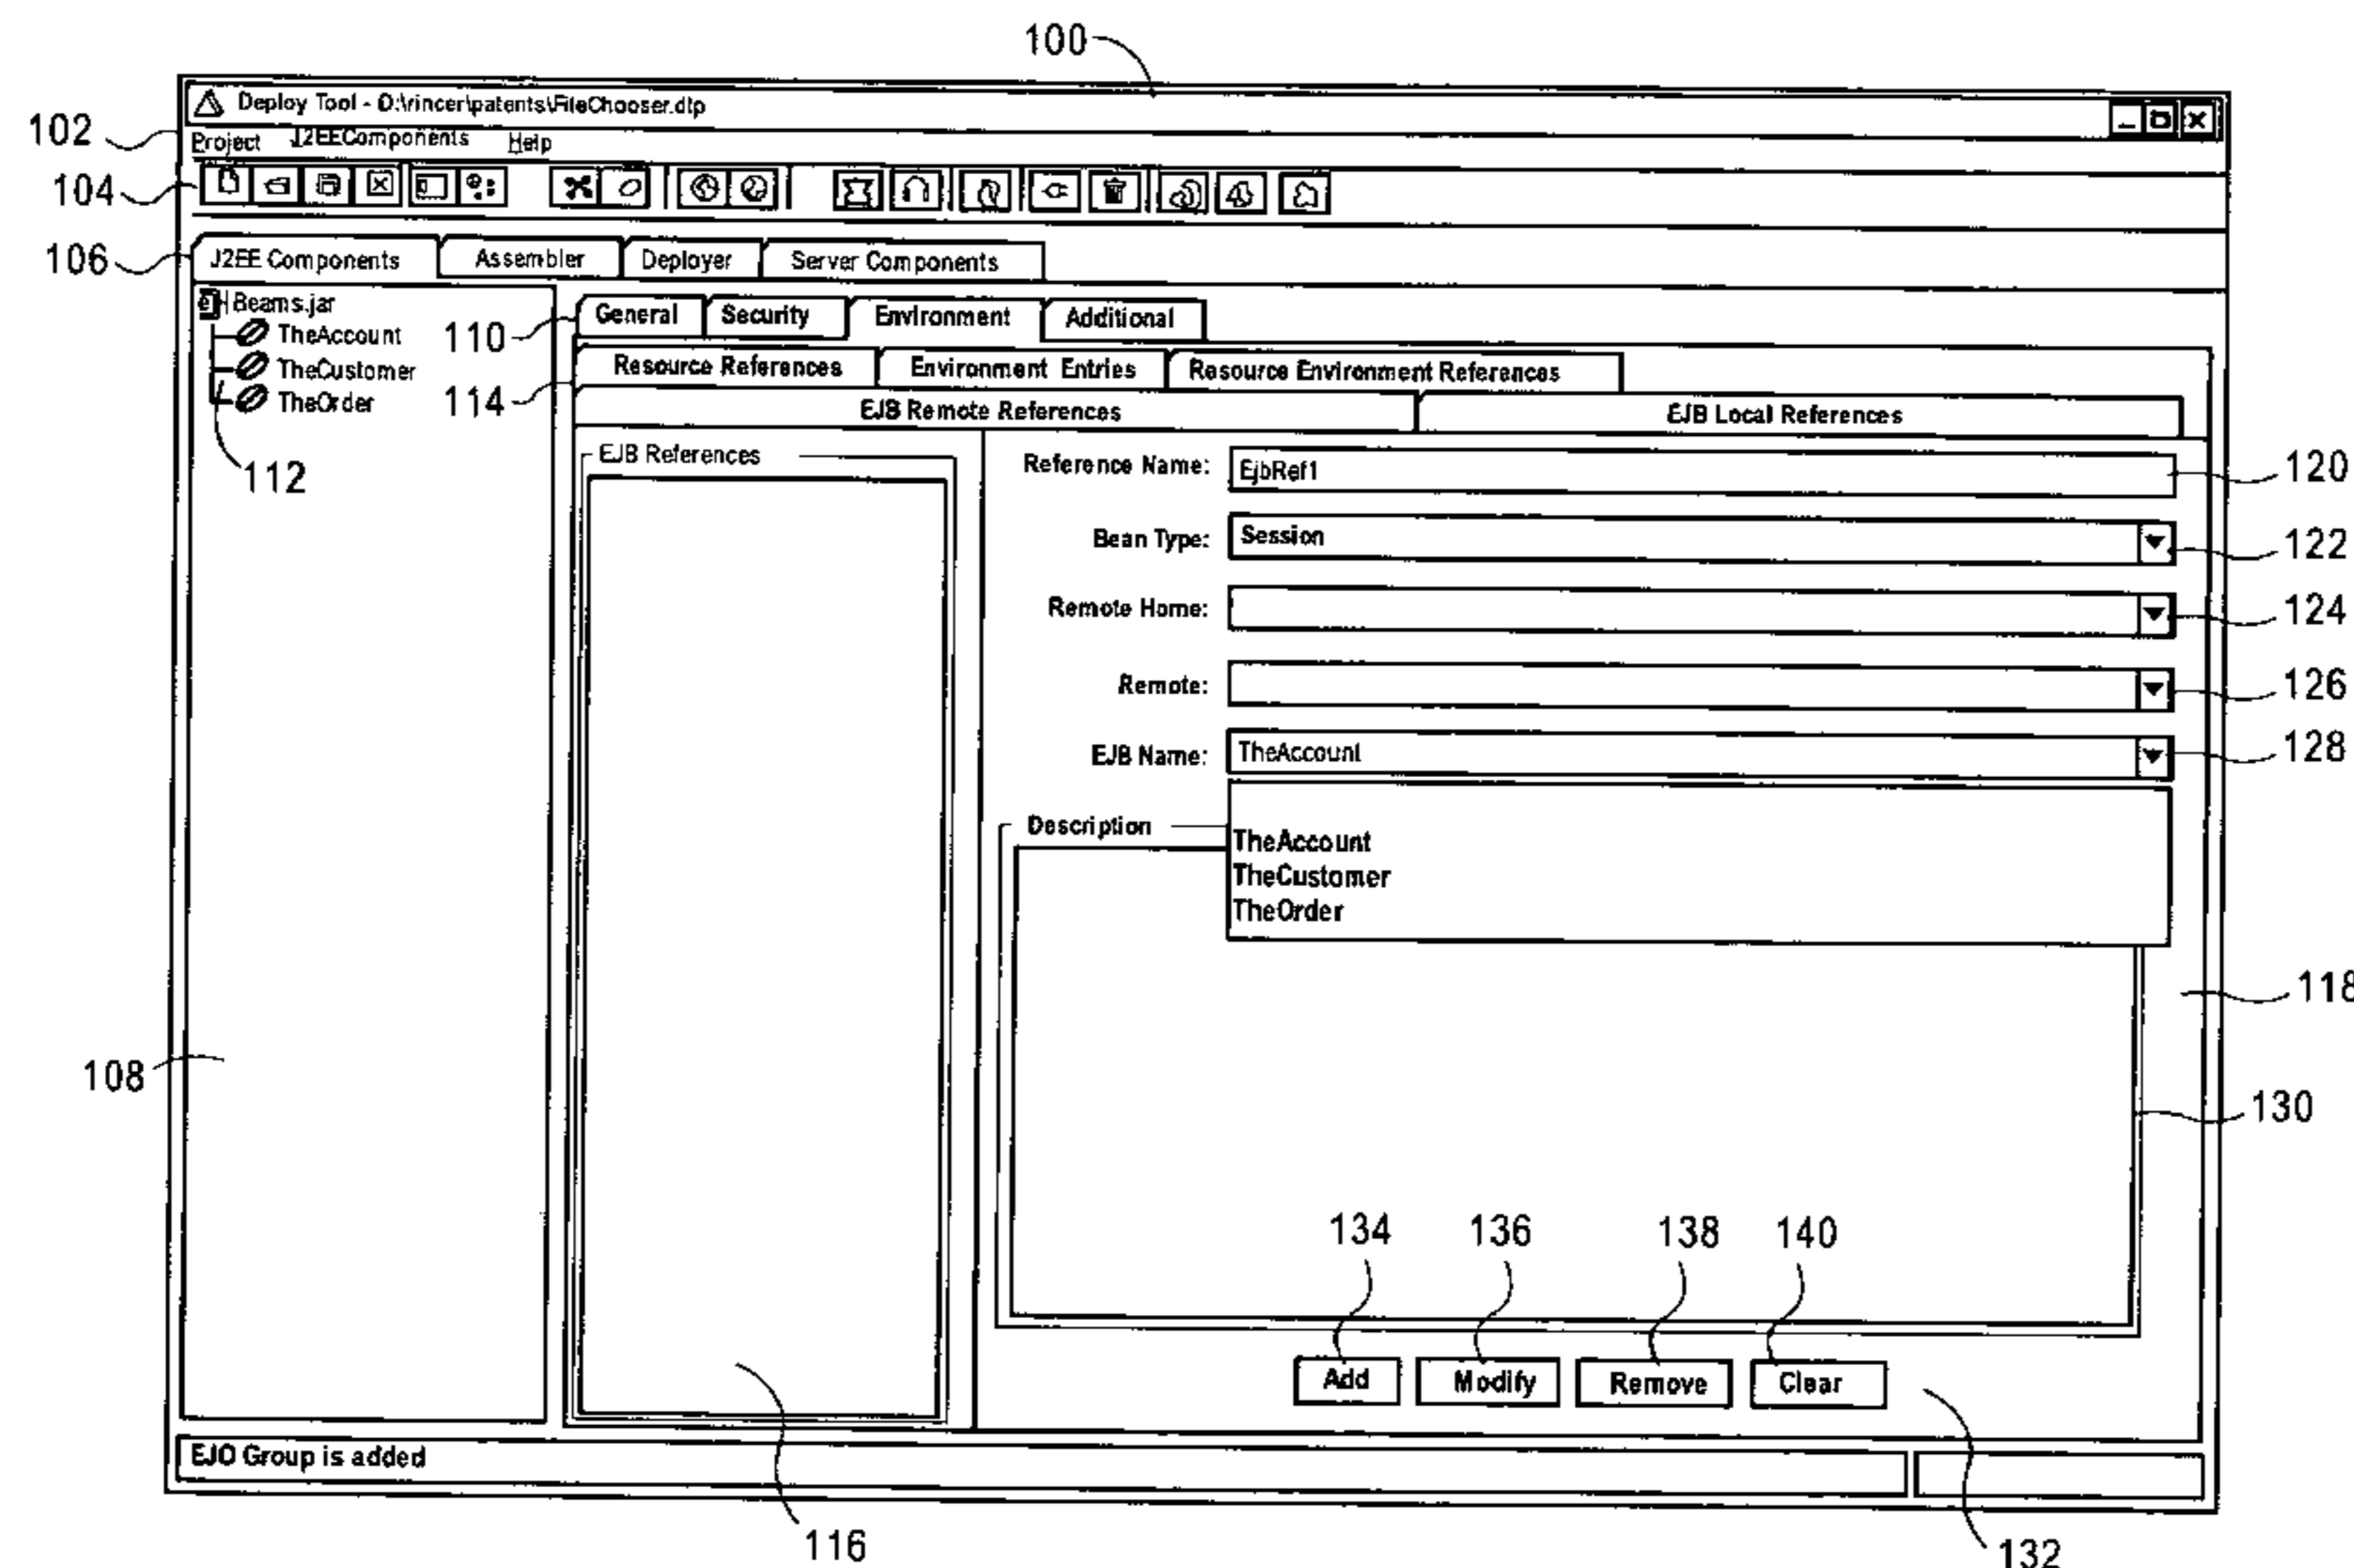 100
Deploy Tool - D:\rincer\patents\FileChooser.dtp
102
Project J2EEComponents Help
104
106
J2EE Components Assembler Deployer Server Components
Beams.jar
TheAccount
TheCustomer
TheOrder
112
110
General Security Environment Additional
114
Resource References Environment Entries Resource Environment References
EJB Remote References EJB Local References
EJB References
Reference Name: EjbRef1 120
Bean Type: Session 122
Remote Home: 124
Remote: 126
EJB Name: TheAccount 128
Description
TheAccount
TheCustomer
TheOrder
118
108
130
134 136 138 140
Add Modify Remove Clear
EJO Group is added
116
132